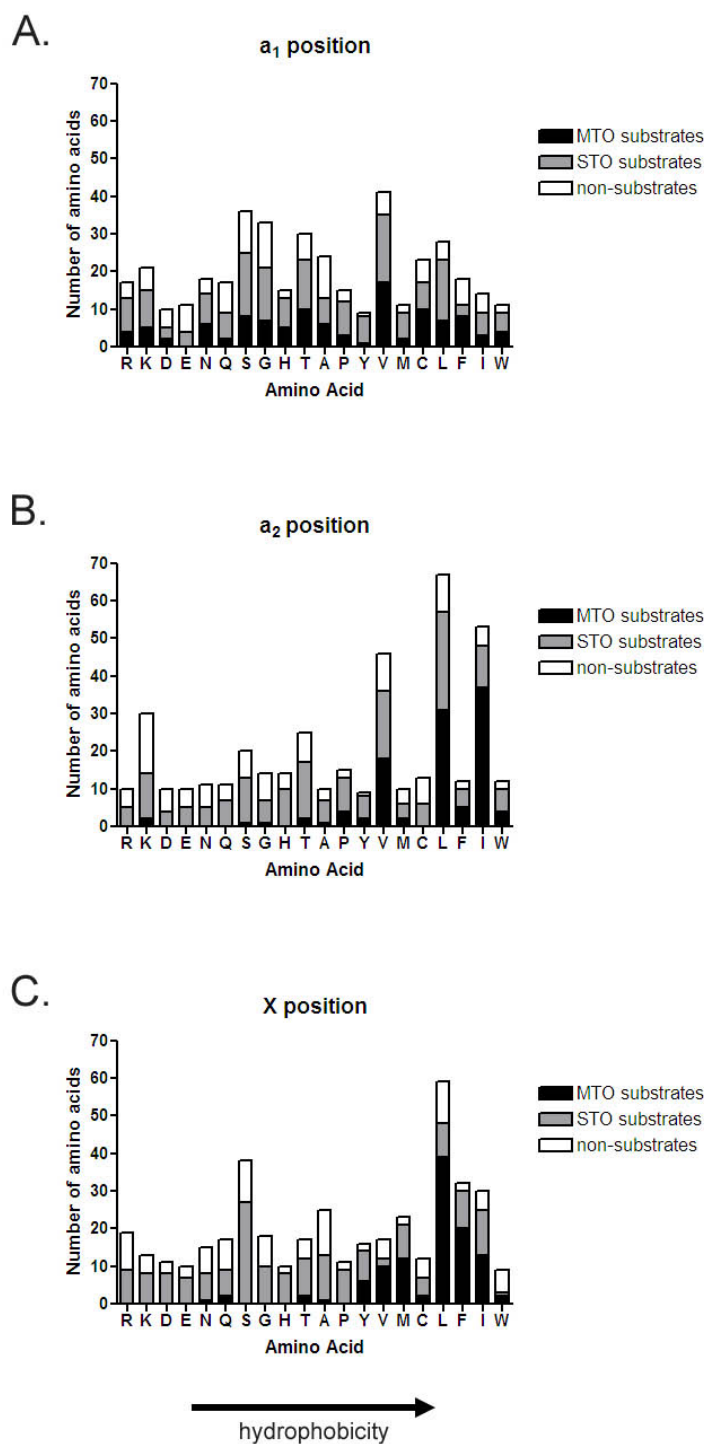 A.
a₁ position
70
60
50
40
30
20
10
0
Number of amino acids
R K D E N Q S G H T A P Y V M C L F I W
Amino Acid
MTO substrates
STO substrates
non-substrates
B.
a₂ position
70
60
50
40
30
20
10
0
Number of amino acids
R K D E N Q S G H T A P Y V M C L F I W
Amino Acid
MTO substrates
STO substrates
non-substrates
C.
X position
70
60
50
40
30
20
10
0
Number of amino acids
R K D E N Q S G H T A P Y V M C L F I W
Amino Acid
MTO substrates
STO substrates
non-substrates
hydrophobicity